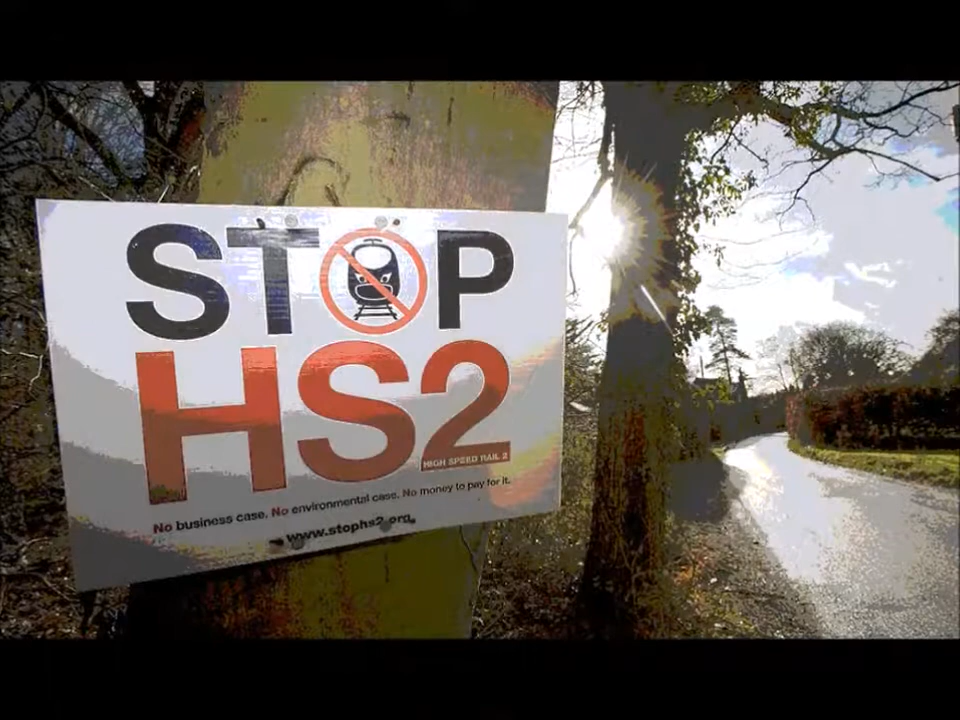 STOP
HS2
HIGH SPEED RAIL 2
No business case. No environmental case. No money to pay for it.
www.stophs2.org